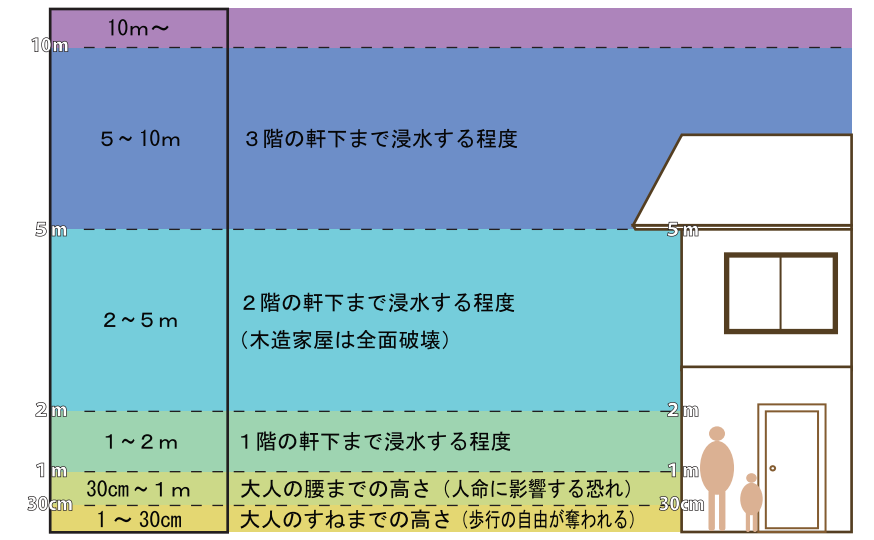 10m～
10m
5～10m
3階の軒下まで浸水する程度
5m
5m
2～5m
2階の軒下まで浸水する程度
（木造家屋は全面破壊）
2m
2m
1～2m
1階の軒下まで浸水する程度
1m
1m
30cm～1m
大人の腰までの高さ（人命に影響する恐れ）
30cm
30cm
1～30cm
大人のすねまでの高さ（歩行の自由が奪われる）